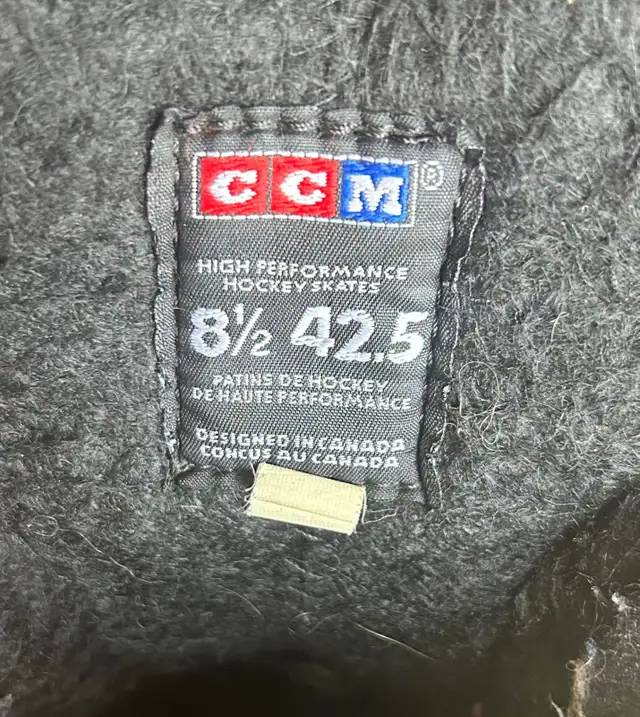 CCM®
HIGH PERFORMANCE
HOCKEY SKATES
8½ 42.5
PATINS DE HOCKEY
DE HAUTE PERFORMANCE
DESIGNED IN CANADA
CONCUS AU CANADA